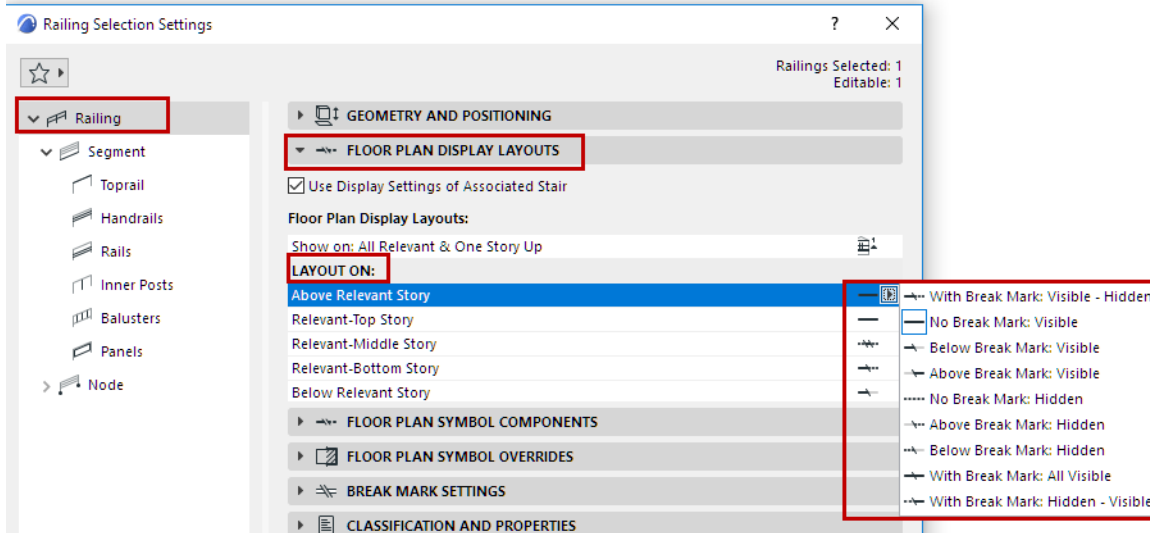 Railing Selection Settings
?
Railings Selected: 1
Editable: 1
Railing
Segment
Toprail
Handrails
Rails
Inner Posts
Balusters
Panels
Node
GEOMETRY AND POSITIONING
FLOOR PLAN DISPLAY LAYOUTS
Use Display Settings of Associated Stair
Floor Plan Display Layouts:
Show on: All Relevant & One Story Up
1
LAYOUT ON:
Above Relevant Story
Relevant-Top Story
Relevant-Middle Story
Relevant-Bottom Story
Below Relevant Story
FLOOR PLAN SYMBOL COMPONENTS
FLOOR PLAN SYMBOL OVERRIDES
BREAK MARK SETTINGS
CLASSIFICATION AND PROPERTIES
With Break Mark: Visible - Hidden
No Break Mark: Visible
Below Break Mark: Visible
Above Break Mark: Visible
No Break Mark: Hidden
Above Break Mark: Hidden
Below Break Mark: Hidden
With Break Mark: All Visible
With Break Mark: Hidden - Visible